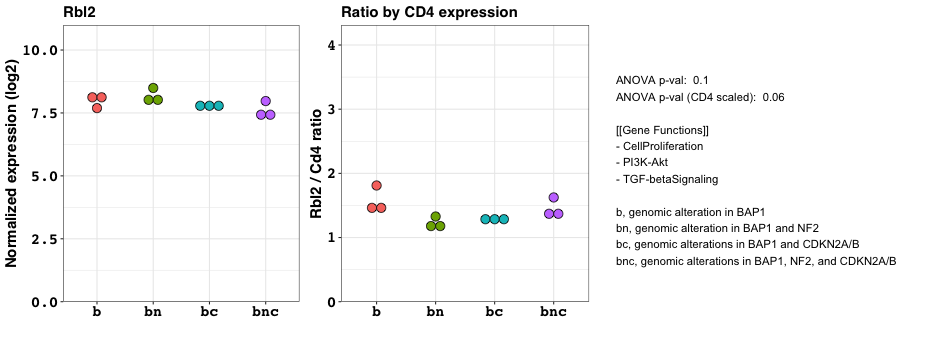 Rbl2
Normalized expression (log2)
10.0
7.5
5.0
2.5
0.0
b bn bc bnc
Ratio by CD4 expression
Rbl2 / Cd4 ratio
4
3
2
1
0
b bn bc bnc
ANOVA p-val: 0.1
ANOVA p-val (CD4 scaled): 0.06
[[Gene Functions]]
- CellProliferation
- PI3K-Akt
- TGF-betaSignaling
b, genomic alteration in BAP1
bn, genomic alteration in BAP1 and NF2
bc, genomic alterations in BAP1 and CDKN2A/B
bnc, genomic alterations in BAP1, NF2, and CDKN2A/B